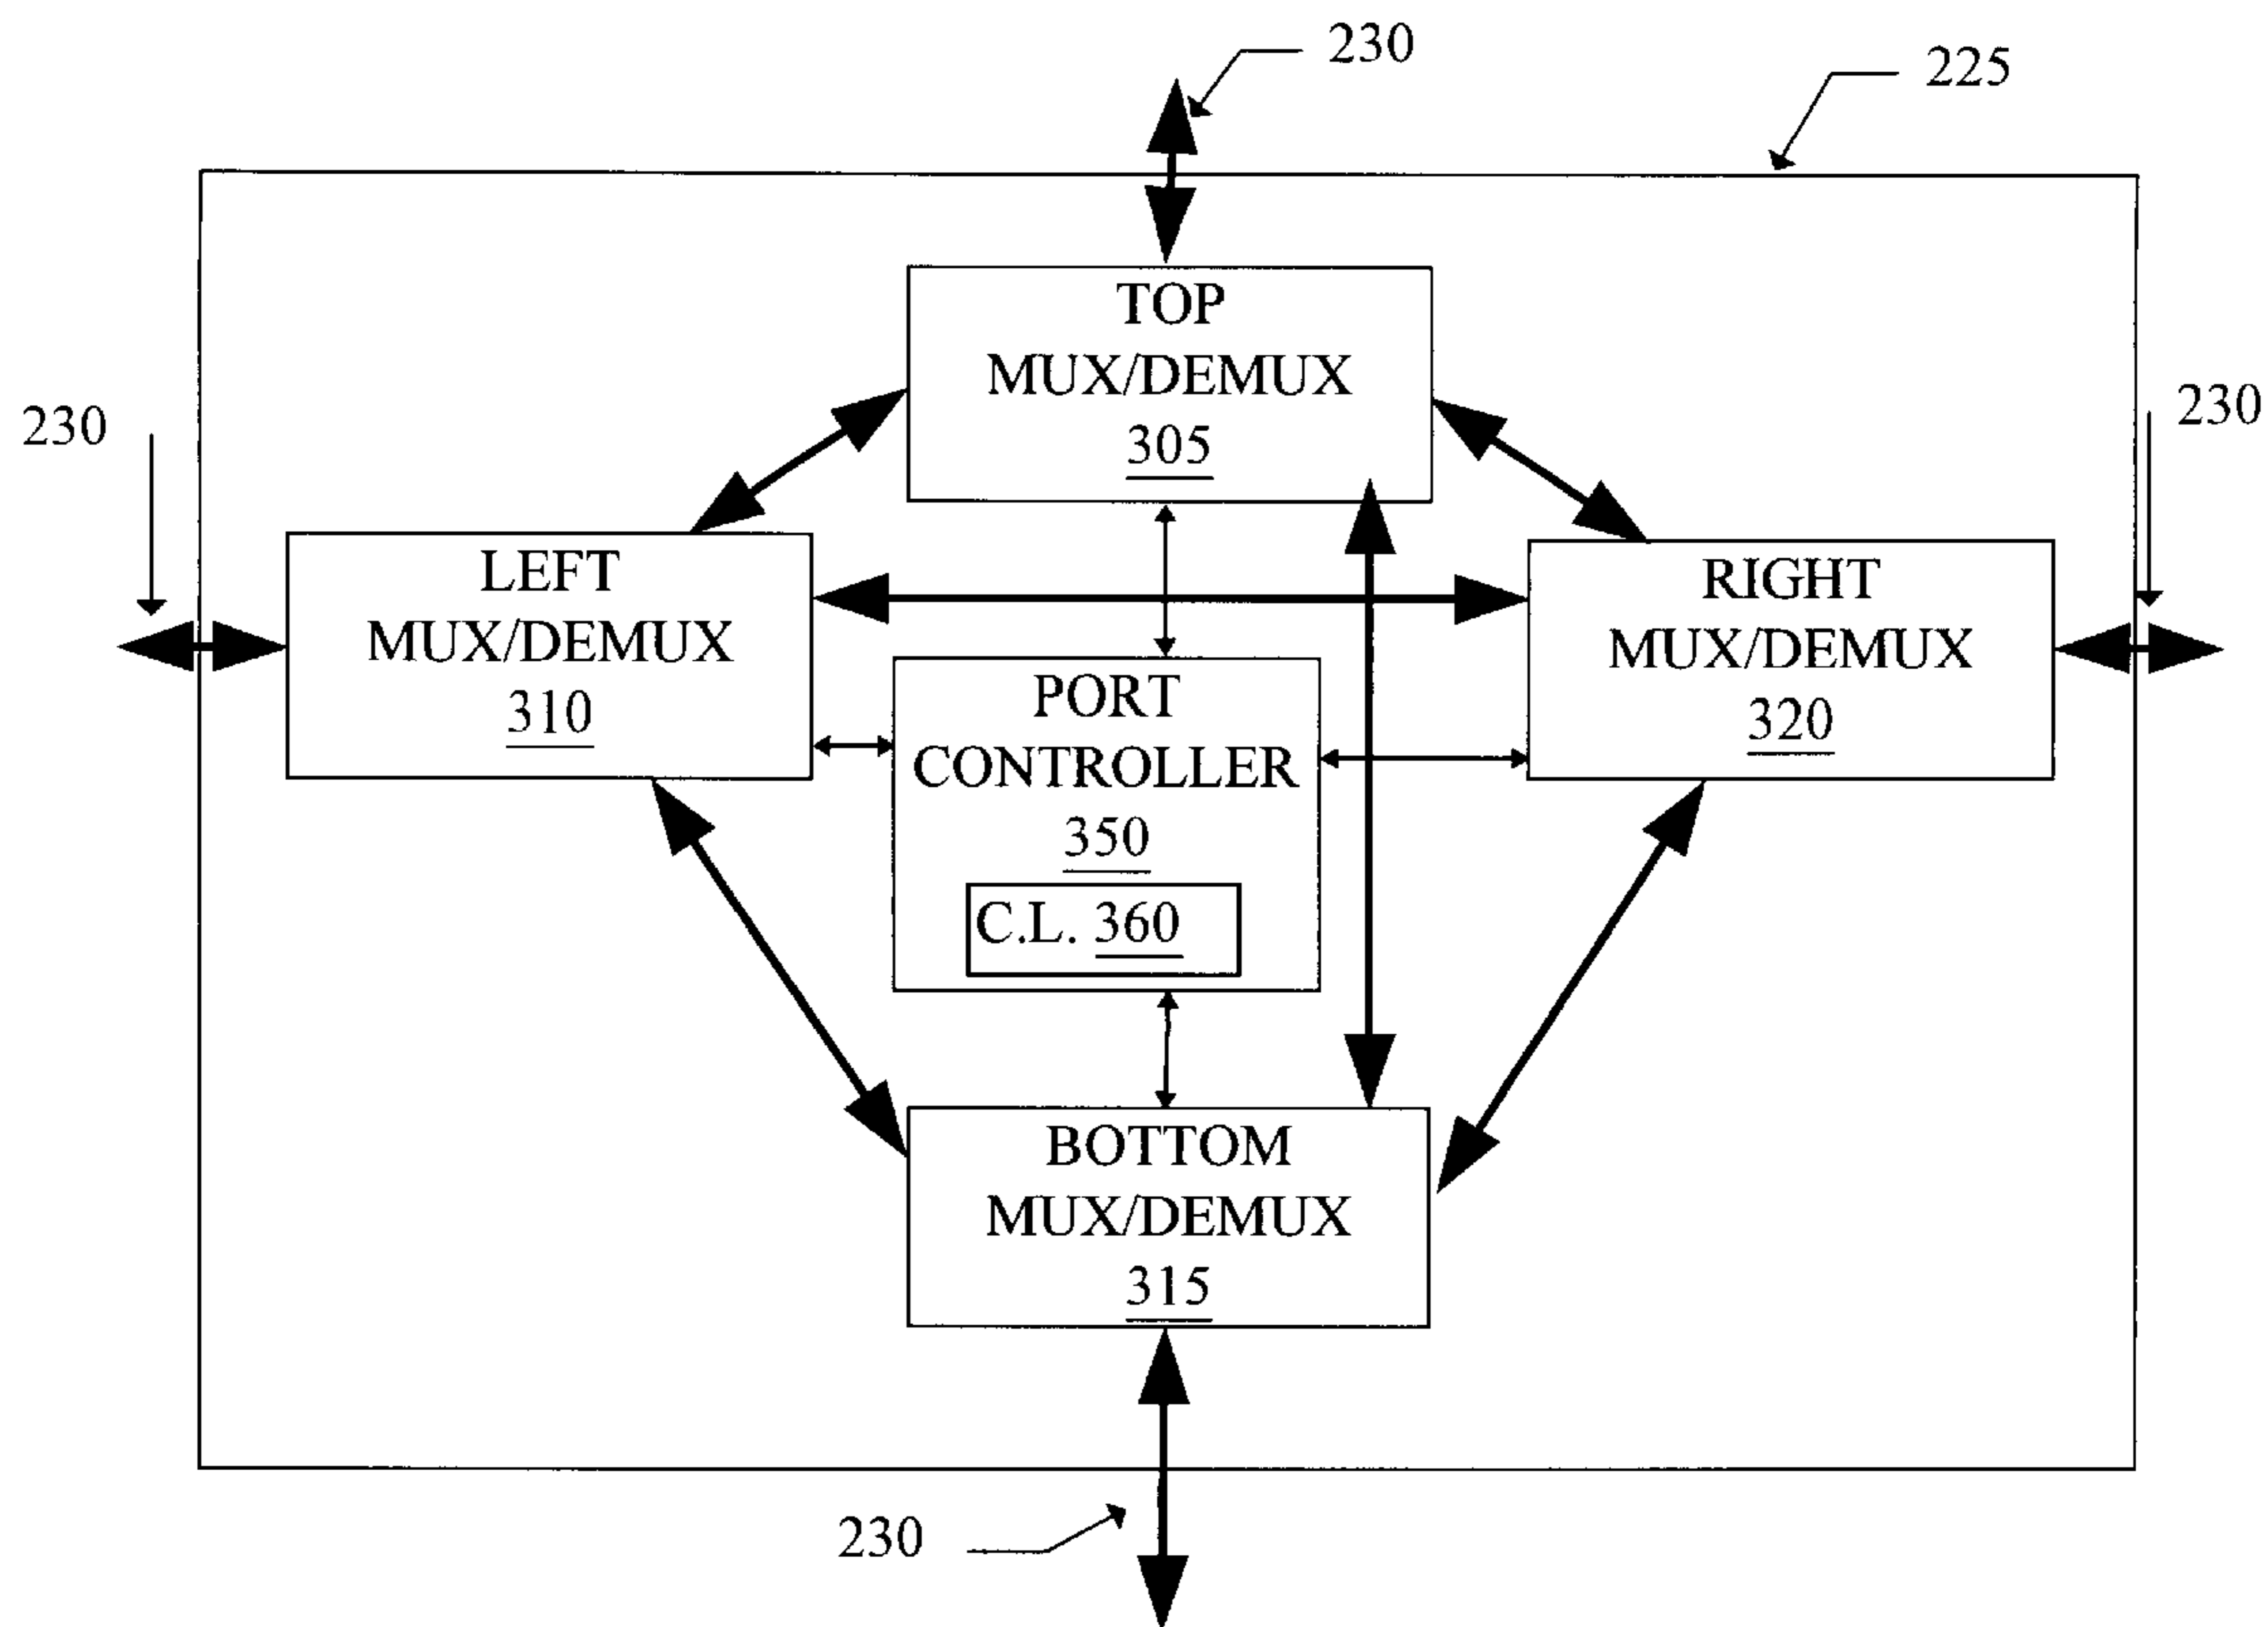 230
225
TOP
MUX/DEMUX
305
230
230
LEFT
MUX/DEMUX
310
RIGHT
MUX/DEMUX
320
PORT
CONTROLLER
350
C.L. 360
BOTTOM
MUX/DEMUX
315
230